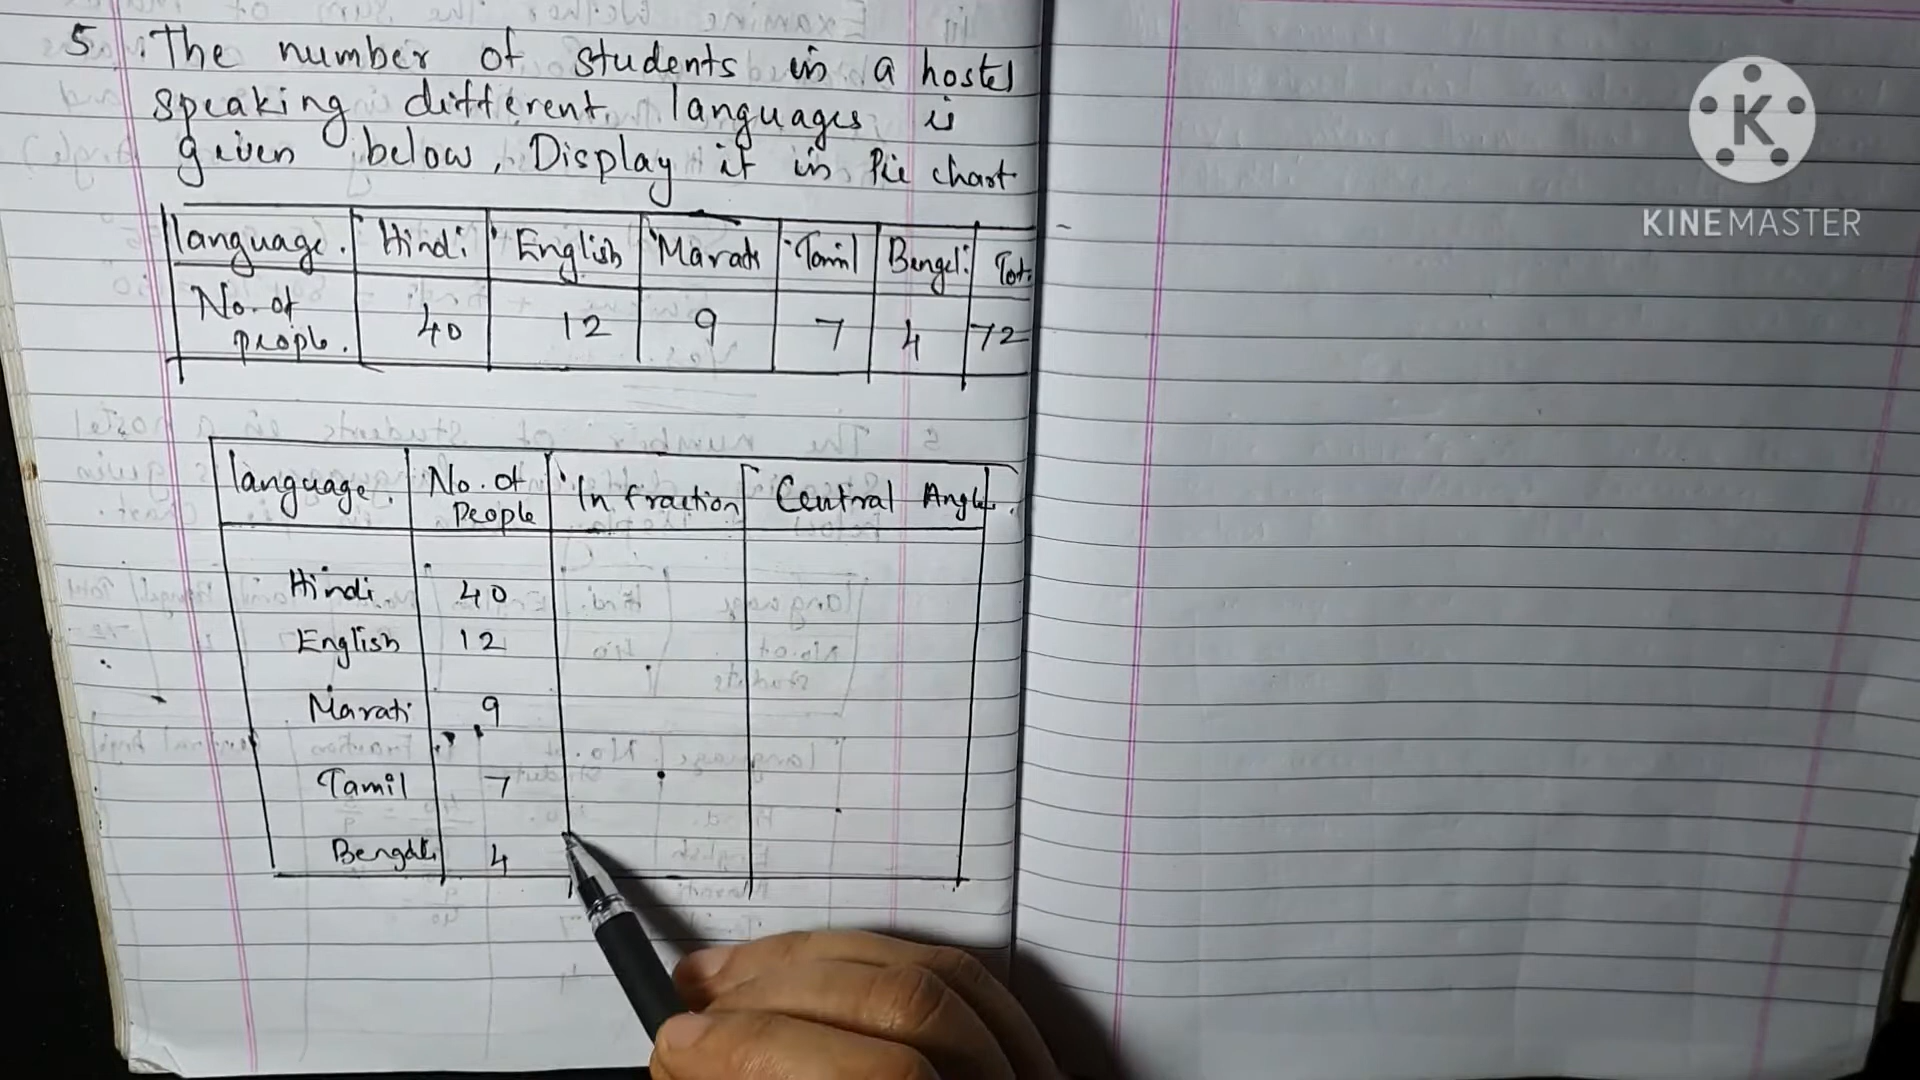 5. The number of students in a hostel
speaking different languages is
given below, Display it in Pie chart
language. Hindi English Marati Tamil Bengeli Tot.
No. of people. 40 12 9 7 4 72
language. No. of People In fraction Central Angle.
Hindi 40
English 12
Marati 9
Tamil 7
Bengali 4
K
KINEMASTER